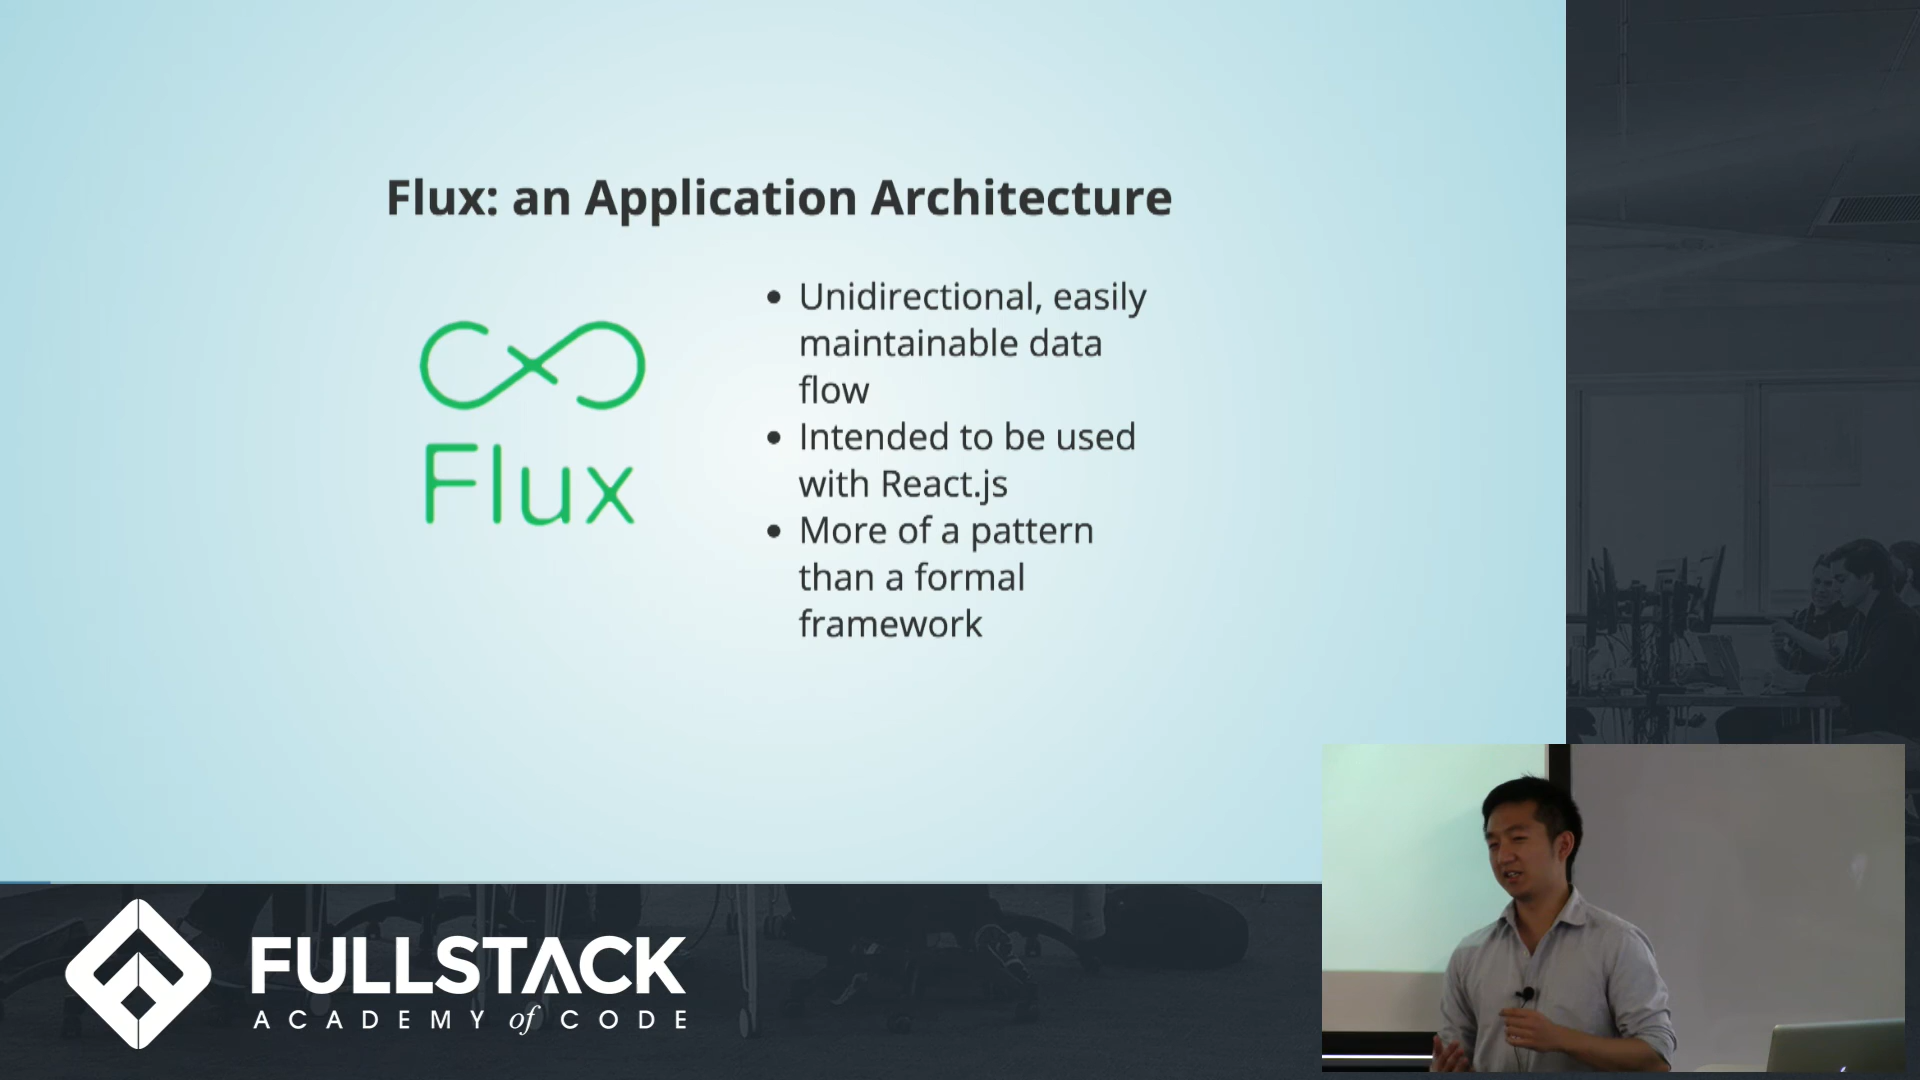 Flux: an Application Architecture
Flux
Unidirectional, easily
maintainable data
flow
Intended to be used
with React.js
More of a pattern
than a formal
framework
FULLSTACK
ACADEMY of CODE